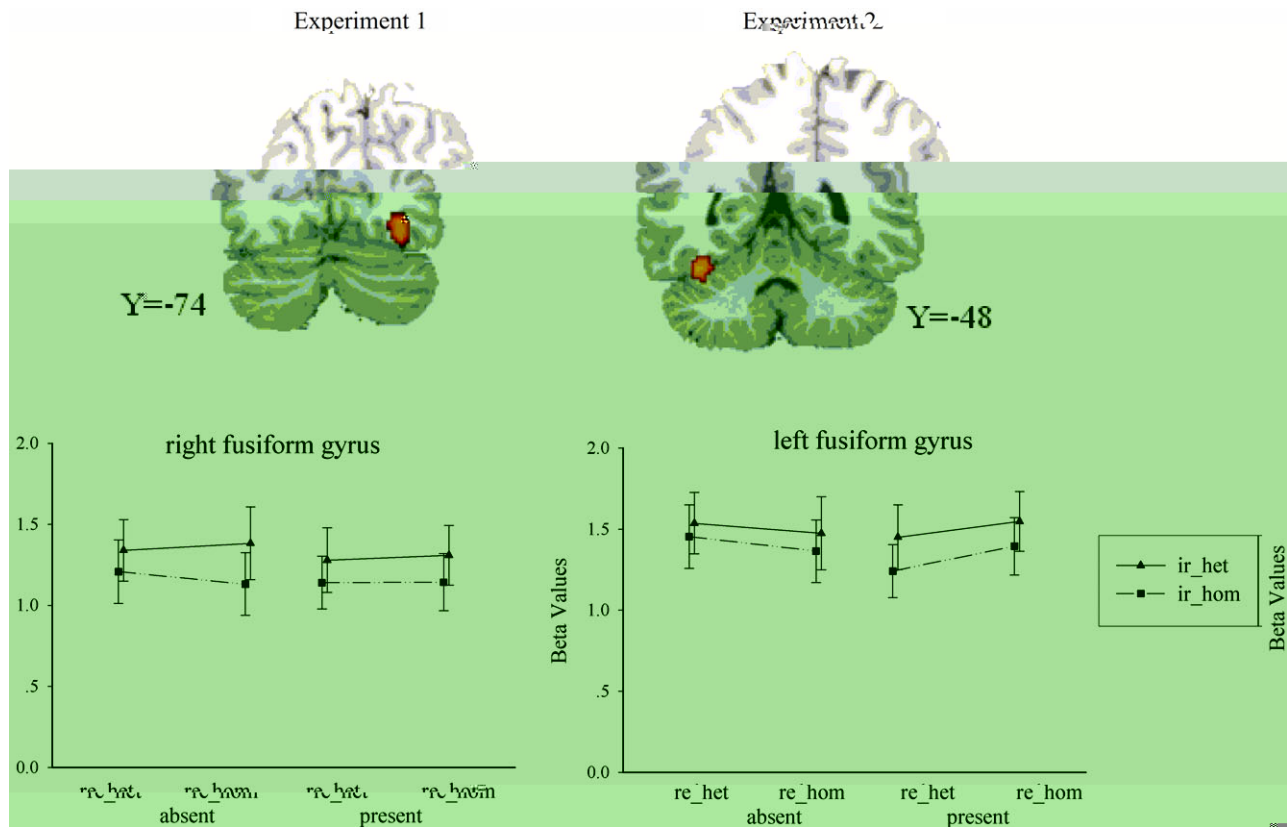 Experiment 1
Experiment 2
Y=-74
Y=-48
right fusiform gyrus
2.0
1.5
1.0
.5
0.0
absent
present
left fusiform gyrus
Beta Values
2.0
1.5
1.0
.5
0.0
re_het
re_hom
re_het
re_hom
absent
present
ir_het
ir_hom
Beta Values